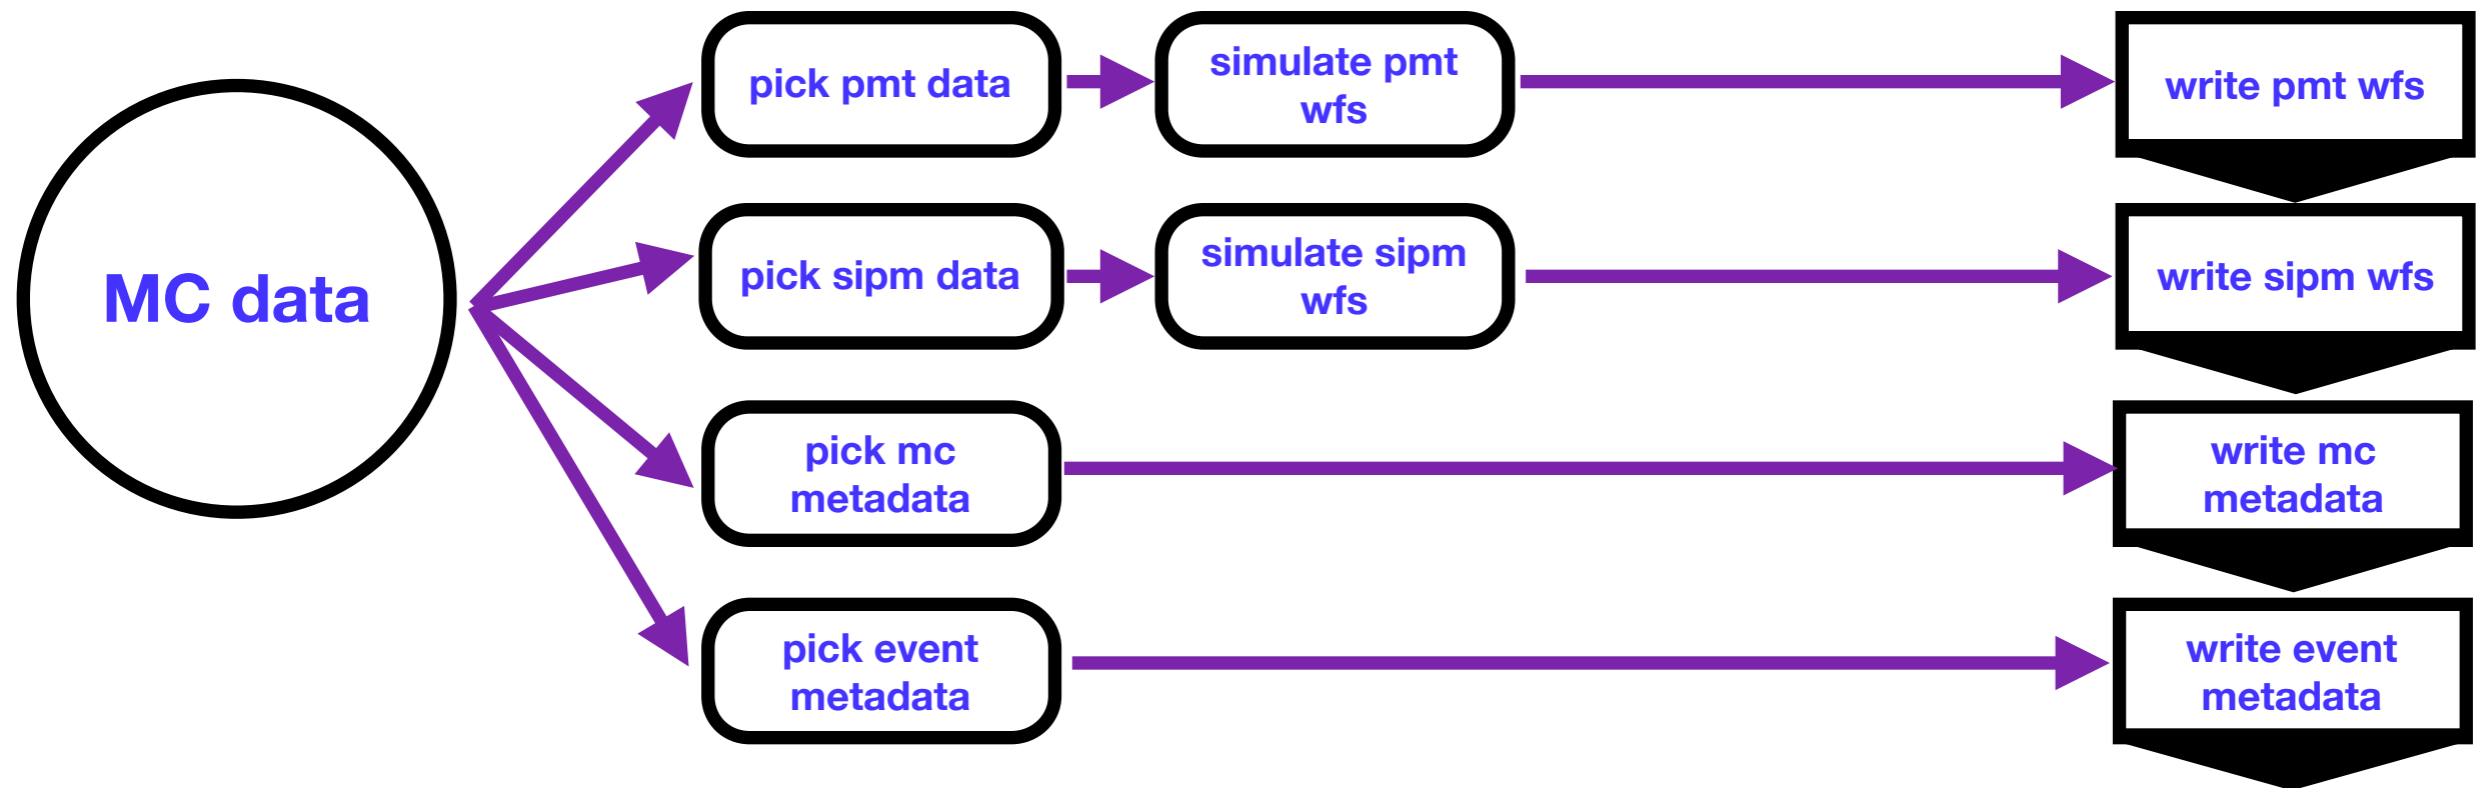 MC data
pick pmt data
simulate pmt
wfs
write pmt wfs
pick sipm data
simulate sipm
wfs
write sipm wfs
pick mc
metadata
write mc
metadata
pick event
metadata
write event
metadata